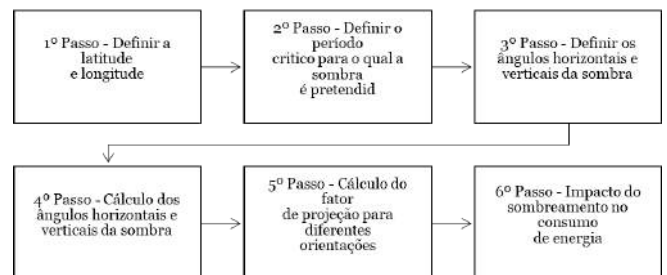 1º Passo - Definir a
latitude
e longitude
2º Passo - Definir o
período
critico para o qual a
sombra
é pretendid
3º Passo - Definir os
ângulos horizontais e
verticais da sombra
4º Passo - Cálculo dos
ângulos horizontais e
verticais da sombra
5º Passo - Cálculo do
fator
de projeção para
diferentes
orientações
6º Passo - Impacto do
sombreamento no
consumo
de energia